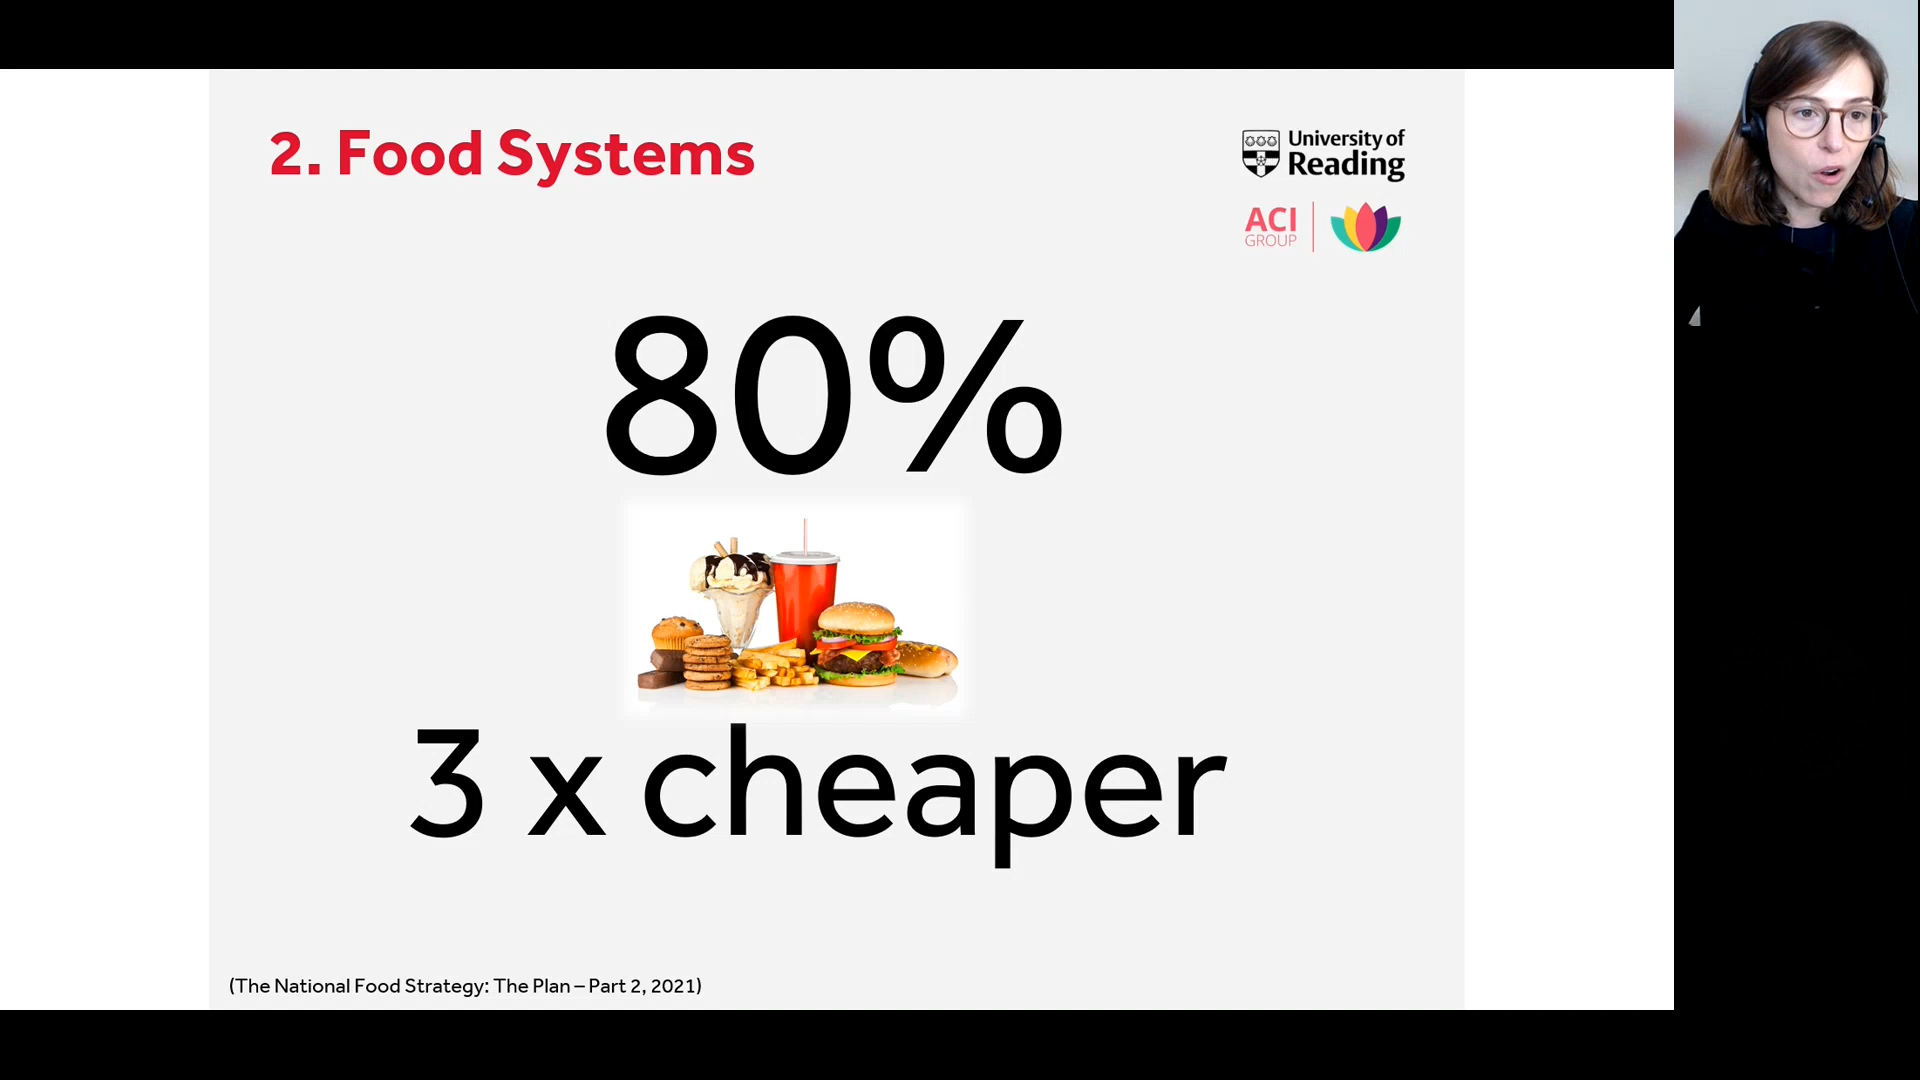 2. Food Systems
University of
Reading
ACI
GROUP
80%
3 x cheaper
(The National Food Strategy: The Plan – Part 2, 2021)